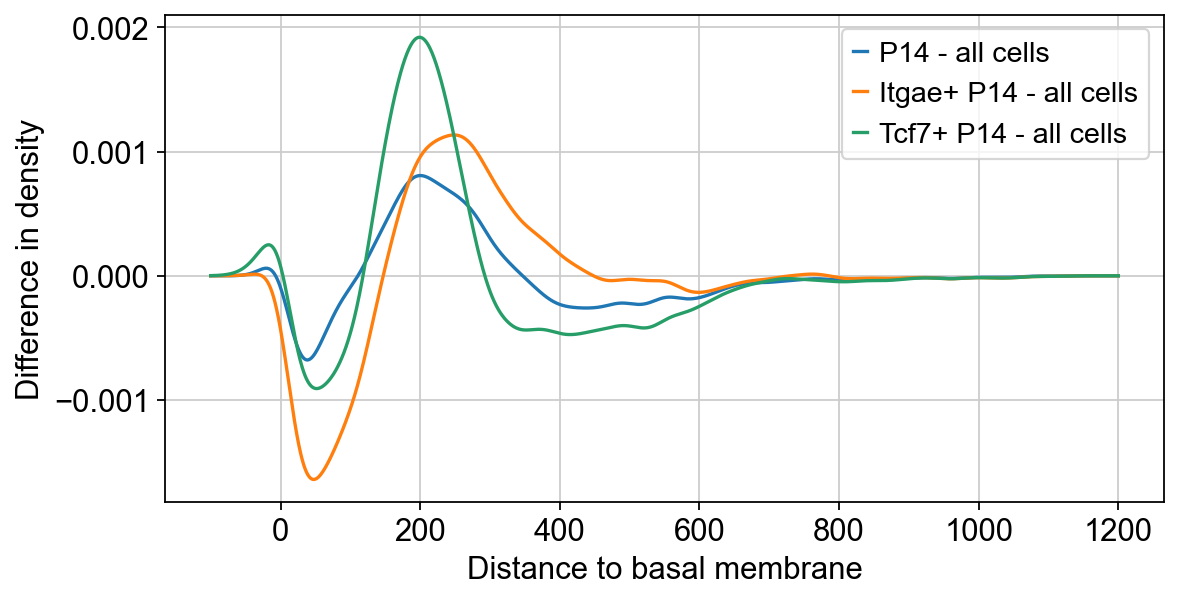 0.002
0.001
0.000
−0.001
Difference in density
P14 - all cells
Itgae+ P14 - all cells
Tcf7+ P14 - all cells
0 200 400 600 800 1000 1200
Distance to basal membrane